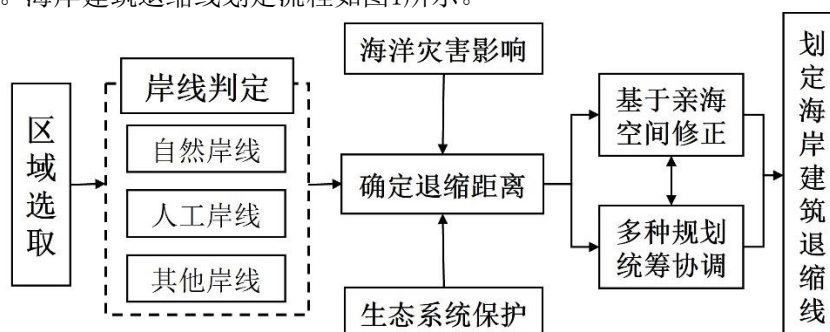 。海岸建筑退缩线划定流程如图1所示。
区域选取
岸线判定
自然岸线
人工岸线
其他岸线
海洋灾害影响
确定退缩距离
生态系统保护
基于亲海
空间修正
多种规划
统筹协调
划定海岸建筑退缩线